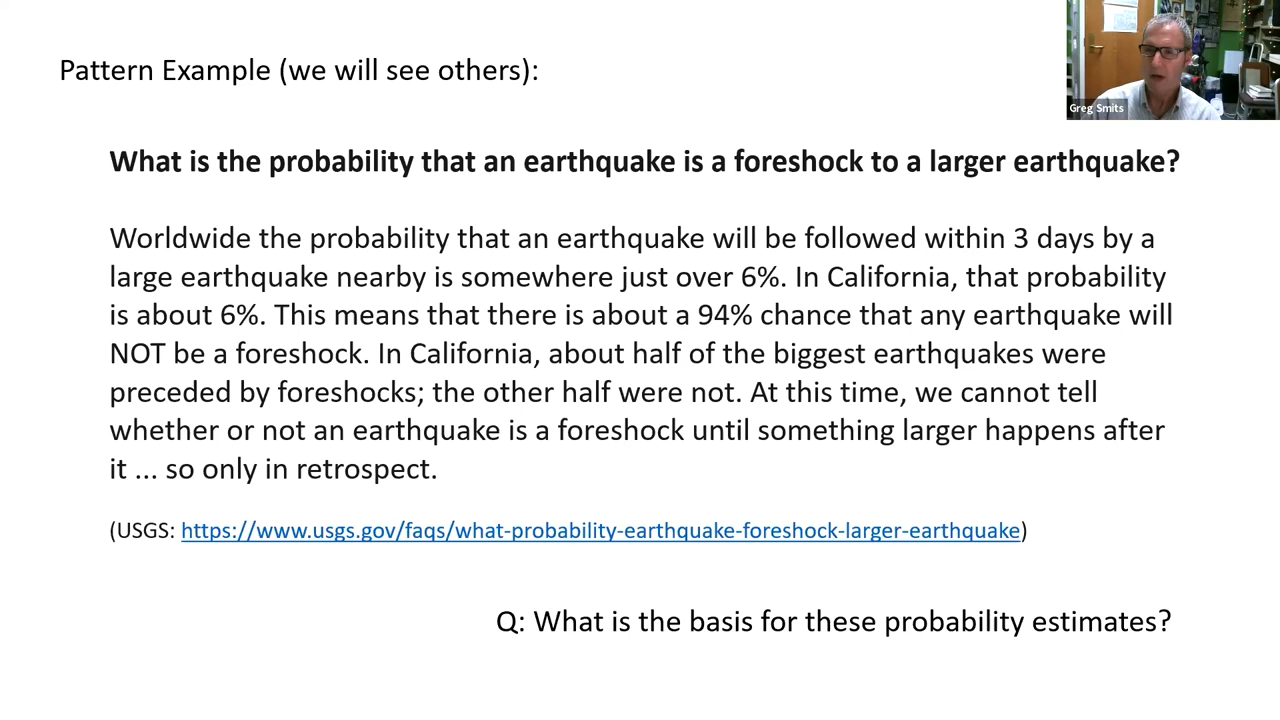 Pattern Example (we will see others):
Greg Smits
What is the probability that an earthquake is a foreshock to a larger earthquake?
Worldwide the probability that an earthquake will be followed within 3 days by a
large earthquake nearby is somewhere just over 6%. In California, that probability
is about 6%. This means that there is about a 94% chance that any earthquake will
NOT be a foreshock. In California, about half of the biggest earthquakes were
preceded by foreshocks; the other half were not. At this time, we cannot tell
whether or not an earthquake is a foreshock until something larger happens after
it ... so only in retrospect.
(USGS: https://www.usgs.gov/faqs/what-probability-earthquake-foreshock-larger-earthquake)
Q: What is the basis for these probability estimates?